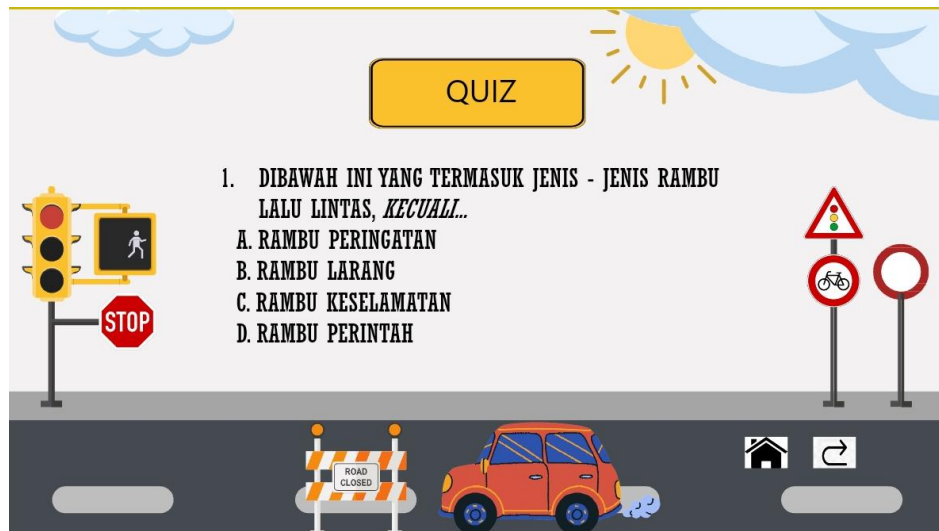 QUIZ
1. DIBAWAH INI YANG TERMASUK JENIS - JENIS RAMBU
LALU LINTAS, KECUALI...
A. RAMBU PERINGATAN
B. RAMBU LARANG
C. RAMBU KESELAMATAN
D. RAMBU PERINTAH
STOP
ROAD
CLOSED